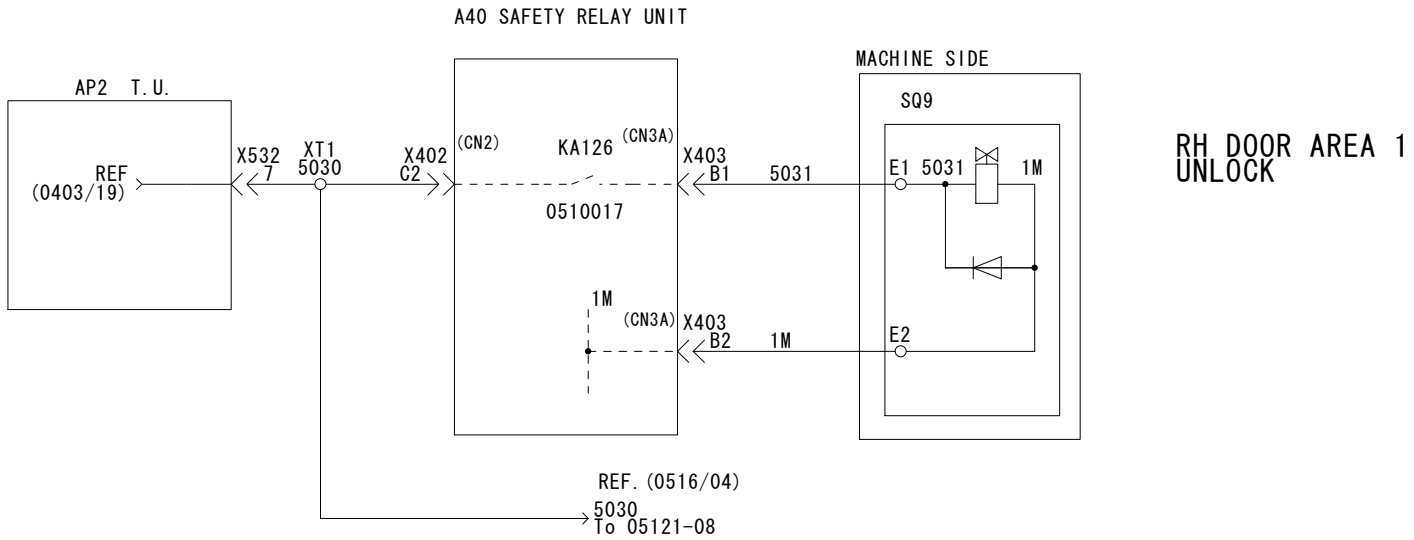 A40 SAFETY RELAY UNIT
MACHINE SIDE
AP2 T.U.
SQ9
RH DOOR AREA 1
UNLOCK
REF
(0403/19)
X532
7
XT1
5030
X402
C2
(CN2)
KA126
0510017
(CN3A)
X403
B1
5031
E1
5031
1M
1M
(CN3A)
X403
B2
1M
E2
REF.(0516/04)
5030
To 05121-08